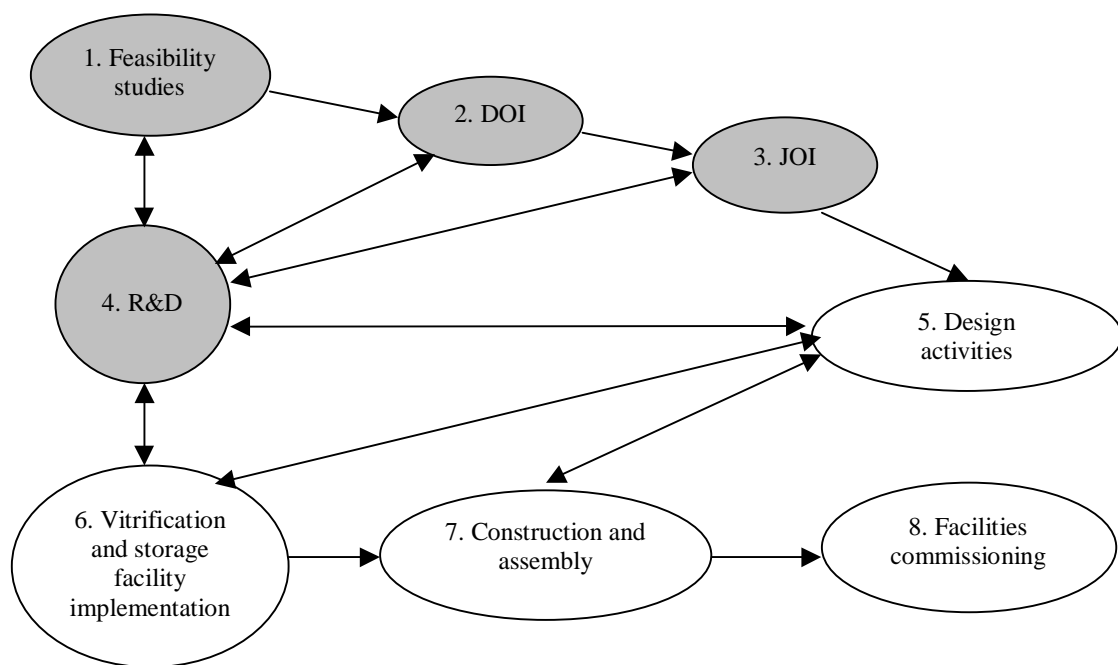 1. Feasibility
studies
2. DOI
3. JOI
4. R&D
5. Design
activities
6. Vitrification
and storage
facility
implementation
7. Construction and
assembly
8. Facilities
commissioning